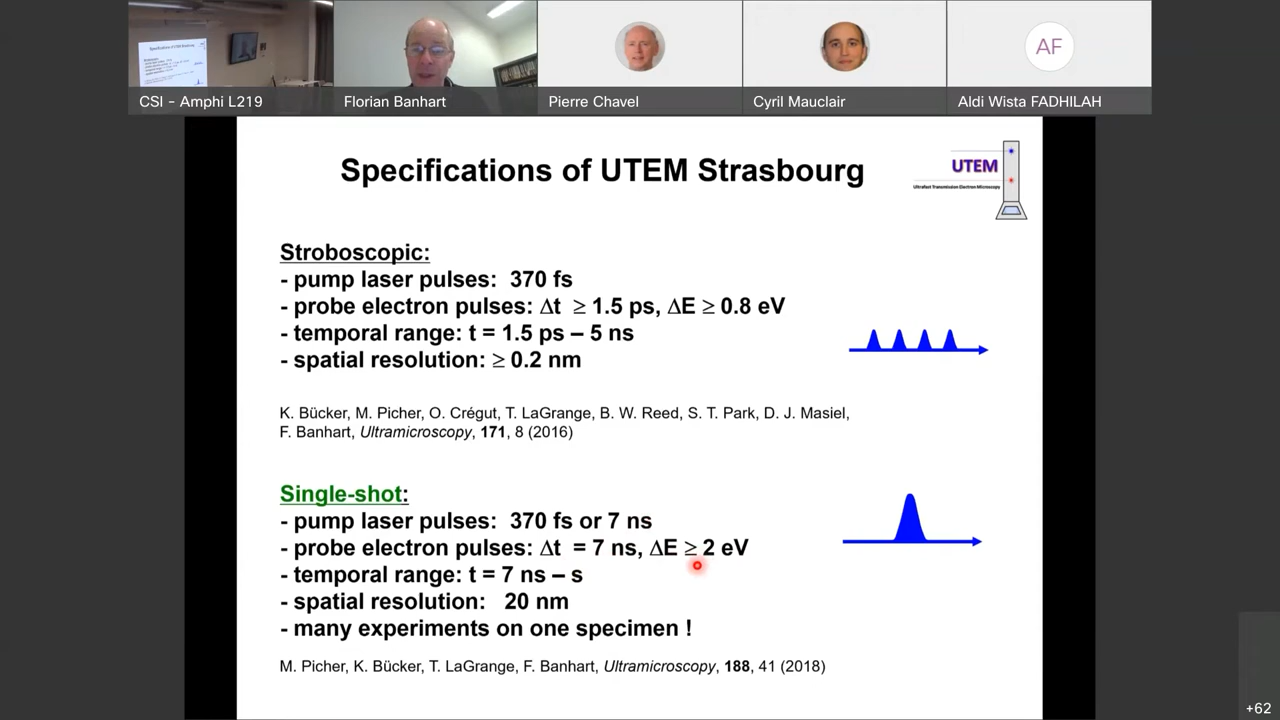 CSI - Amphi L219
Florian Banhart
Pierre Chavel
Cyril Mauclair
AF
Aldi Wista FADHILAH
Specifications of UTEM Strasbourg
UTEM
Ultrafast Transmission Electron Microscopy
Stroboscopic:
- pump laser pulses: 370 fs
- probe electron pulses: Δt ≥ 1.5 ps, ΔE ≥ 0.8 eV
- temporal range: t = 1.5 ps – 5 ns
- spatial resolution: ≥ 0.2 nm
K. Bücker, M. Picher, O. Crégut, T. LaGrange, B. W. Reed, S. T. Park, D. J. Masiel,
F. Banhart, Ultramicroscopy, 171, 8 (2016)
Single-shot:
- pump laser pulses: 370 fs or 7 ns
- probe electron pulses: Δt = 7 ns, ΔE ≥ 2 eV
- temporal range: t = 7 ns – s
- spatial resolution: 20 nm
- many experiments on one specimen !
M. Picher, K. Bücker, T. LaGrange, F. Banhart, Ultramicroscopy, 188, 41 (2018)
+62